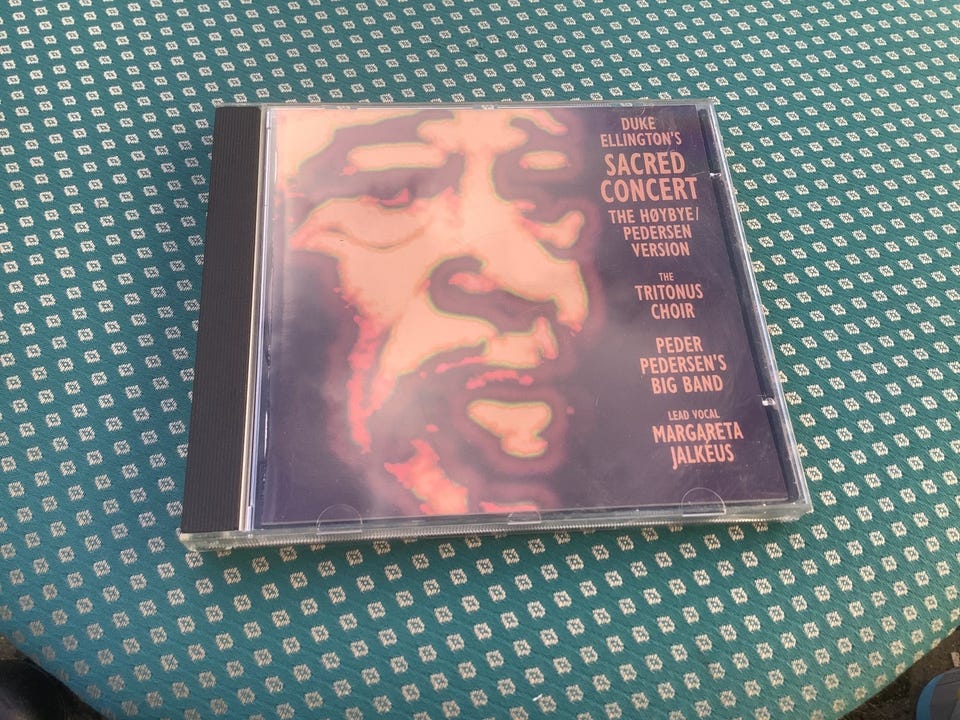 DUKE
ELLINGTON'S
SACRED
CONCERT
THE HØYBYE/
PEDERSEN
VERSION
THE
TRITONUS
CHOIR
PEDER
PEDERSEN'S
BIG BAND
LEAD VOCAL
MARGARETA
JALKÉUS